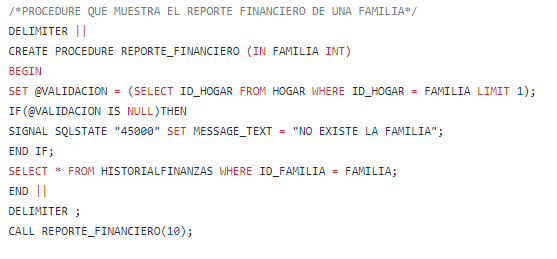 /*PROCEDURE QUE MUESTRA EL REPORTE FINANCIERO DE UNA FAMILIA*/
DELIMITER ||
CREATE PROCEDURE REPORTE_FINANCIERO (IN FAMILIA INT)
BEGIN
SET @VALIDACION = (SELECT ID_HOGAR FROM HOGAR WHERE ID_HOGAR = FAMILIA LIMIT 1);
IF(@VALIDACION IS NULL)THEN
SIGNAL SQLSTATE "45000" SET MESSAGE_TEXT = "NO EXISTE LA FAMILIA";
END IF;
SELECT * FROM HISTORIALFINANZAS WHERE ID_FAMILIA = FAMILIA;
END ||
DELIMITER ;
CALL REPORTE_FINANCIERO(10);